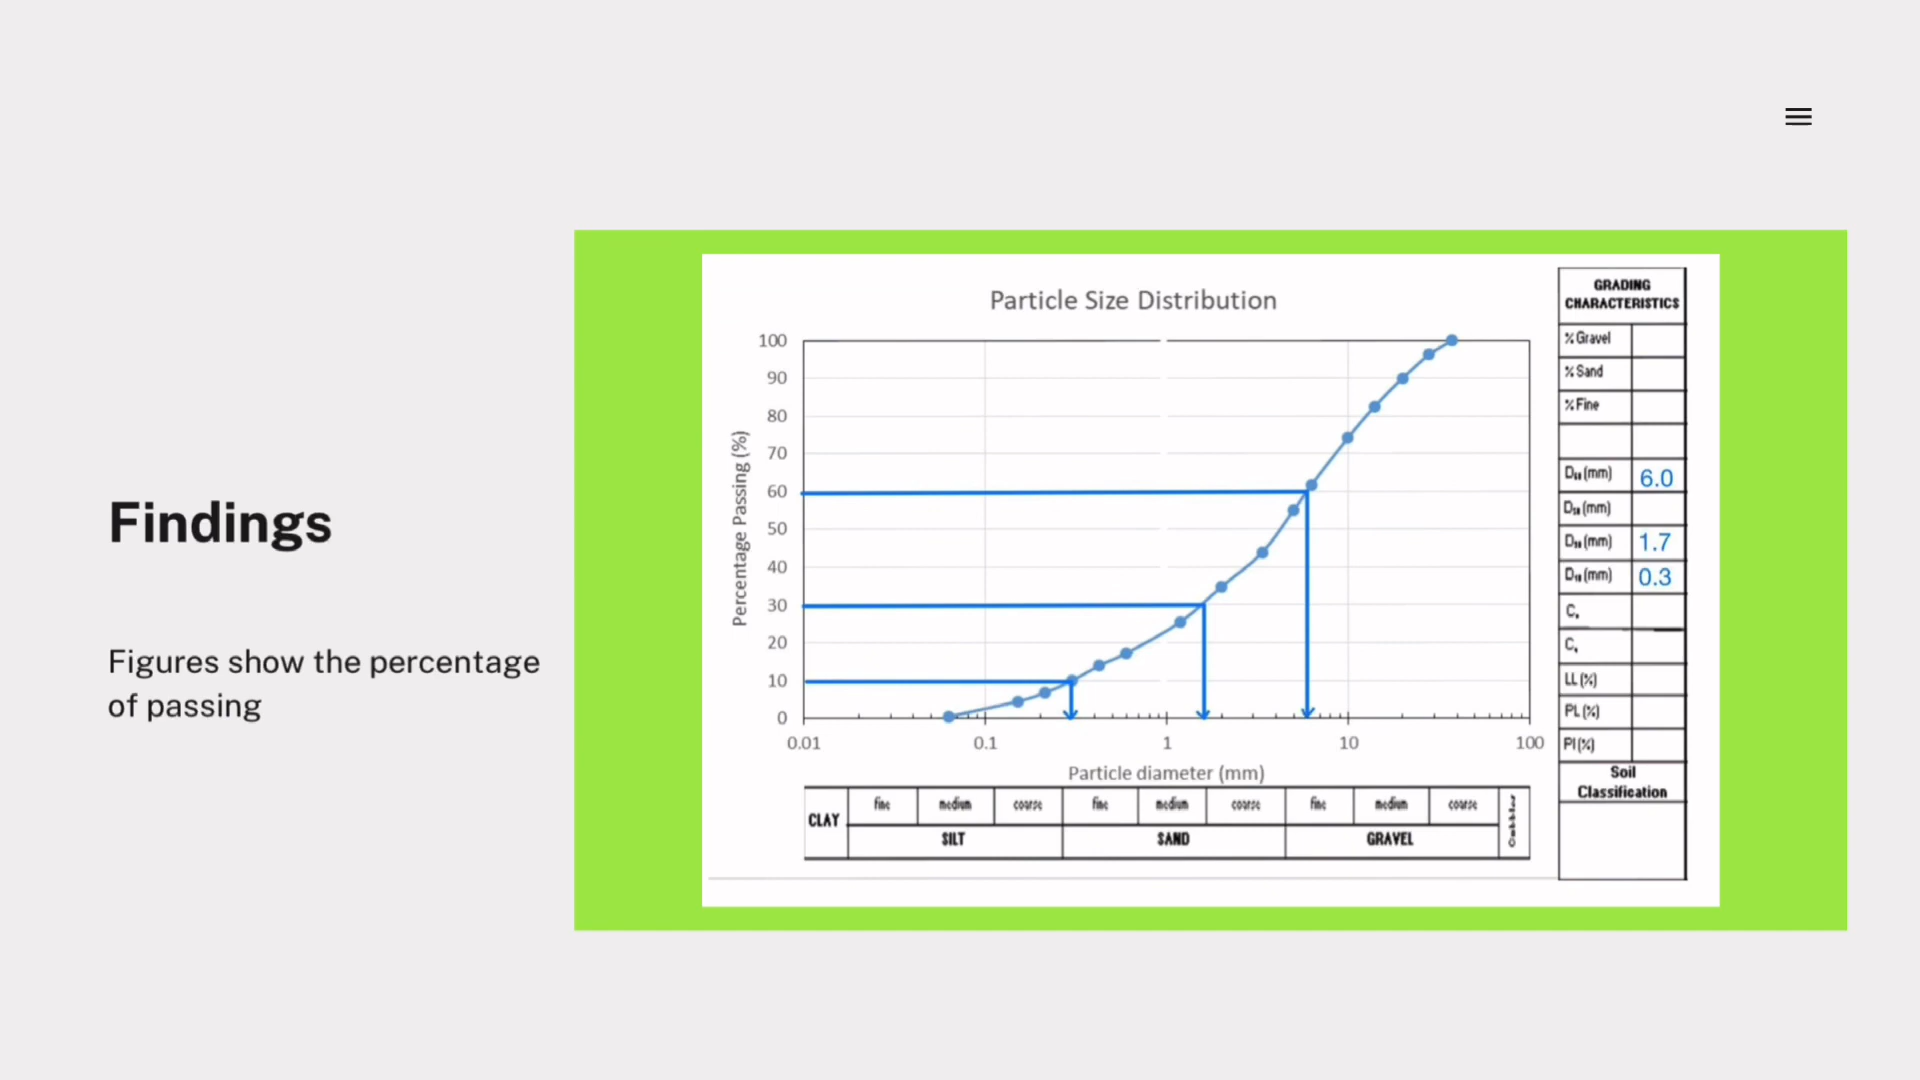 Findings
Figures show the percentage
of passing
Particle Size Distribution
Percentage Passing (%)
100
90
80
70
60
50
40
30
20
10
0
0.01 0.1 1 10 100
Particle diameter (mm)
CLAY
fine medium coarse fine medium coarse fine medium coarse
SILT SAND GRAVEL
Cobbles
GRADING
CHARACTERISTICS
% Gravel
% Sand
% Fine
(mm) 6.0
(mm)
(mm) 1.7
(mm) 0.3
LL (%)
PL (%)
PI (%)
Soil
Classification